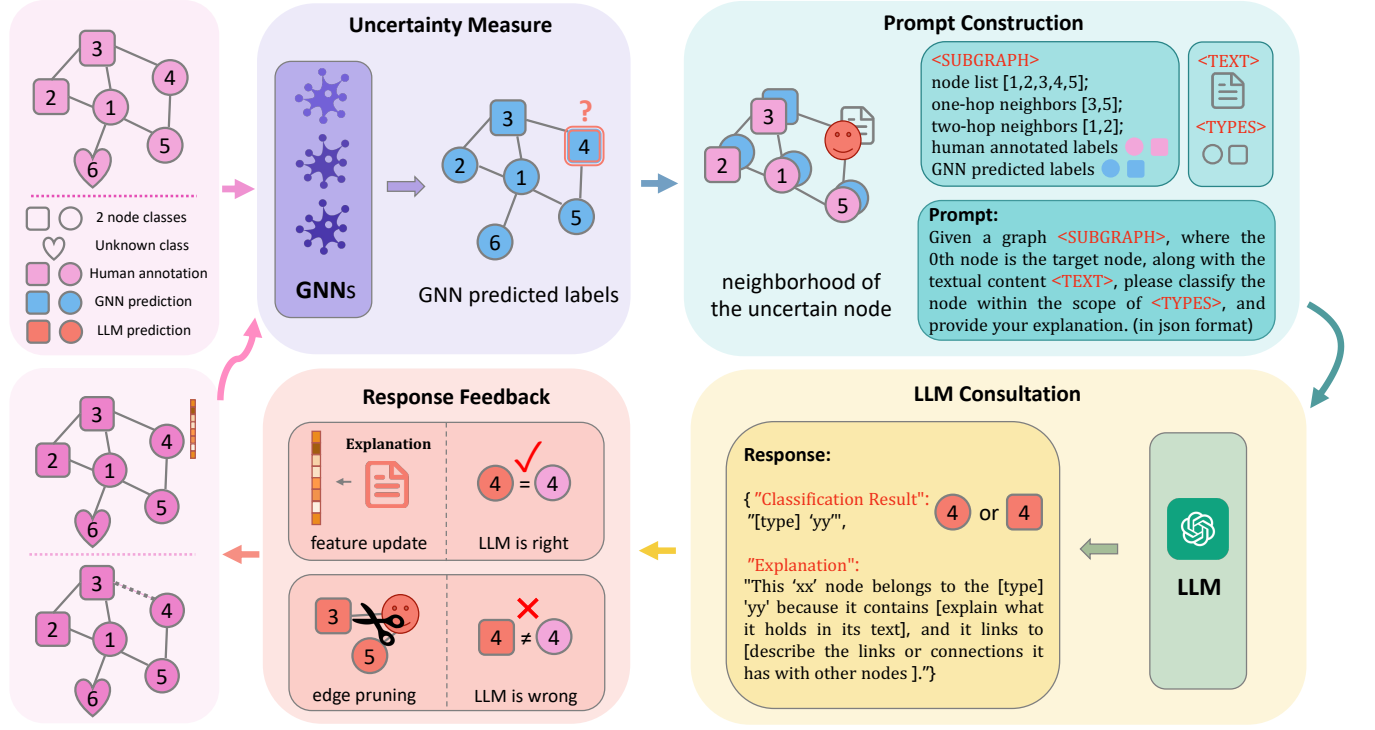 3
4
2
1
5
6
2 node classes
Unknown class
Human annotation
GNN prediction
LLM prediction
Uncertainty Measure
GNNs
?
3
4
2
1
5
6
GNN predicted labels
Prompt Construction
3
2
1
5
neighborhood of
the uncertain node
<SUBGRAPH>
node list [1,2,3,4,5];
one-hop neighbors [3,5];
two-hop neighbors [1,2];
human annotated labels
GNN predicted labels
<TEXT>
<TYPES>
Prompt:
Given a graph <SUBGRAPH>, where the
0th node is the target node, along with the
textual content <TEXT>, please classify the
node within the scope of <TYPES>, and
provide your explanation. (in json format)
3
4
2
1
5
6
3
4
2
1
5
6
Response Feedback
Explanation
feature update
4 = 4
LLM is right
3
5
edge pruning
4 ≠ 4
LLM is wrong
LLM Consultation
Response:
{ "Classification Result":
"[type] 'yy'",
4 or 4
"Explanation":
"This 'xx' node belongs to the [type]
'yy' because it contains [explain what
it holds in its text], and it links to
[describe the links or connections it
has with other nodes ]."}
LLM